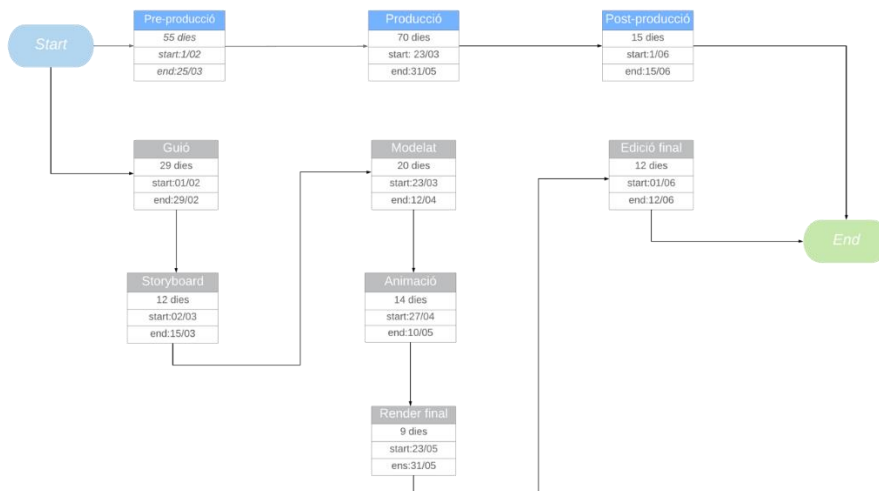 Start
Pre-producció
55 dies
start:1/02
end:25/03
Producció
70 dies
start: 23/03
end:31/05
Post-producció
15 dies
start:1/06
end:15/06
Guió
29 dies
start:01/02
end:29/02
Modelat
20 dies
start:23/03
end:12/04
Edició final
12 dies
start:01/06
end:12/06
End
Storyboard
12 dies
start:02/03
end:15/03
Animació
14 dies
start:27/04
end:10/05
Render final
9 dies
start:23/05
ens:31/05